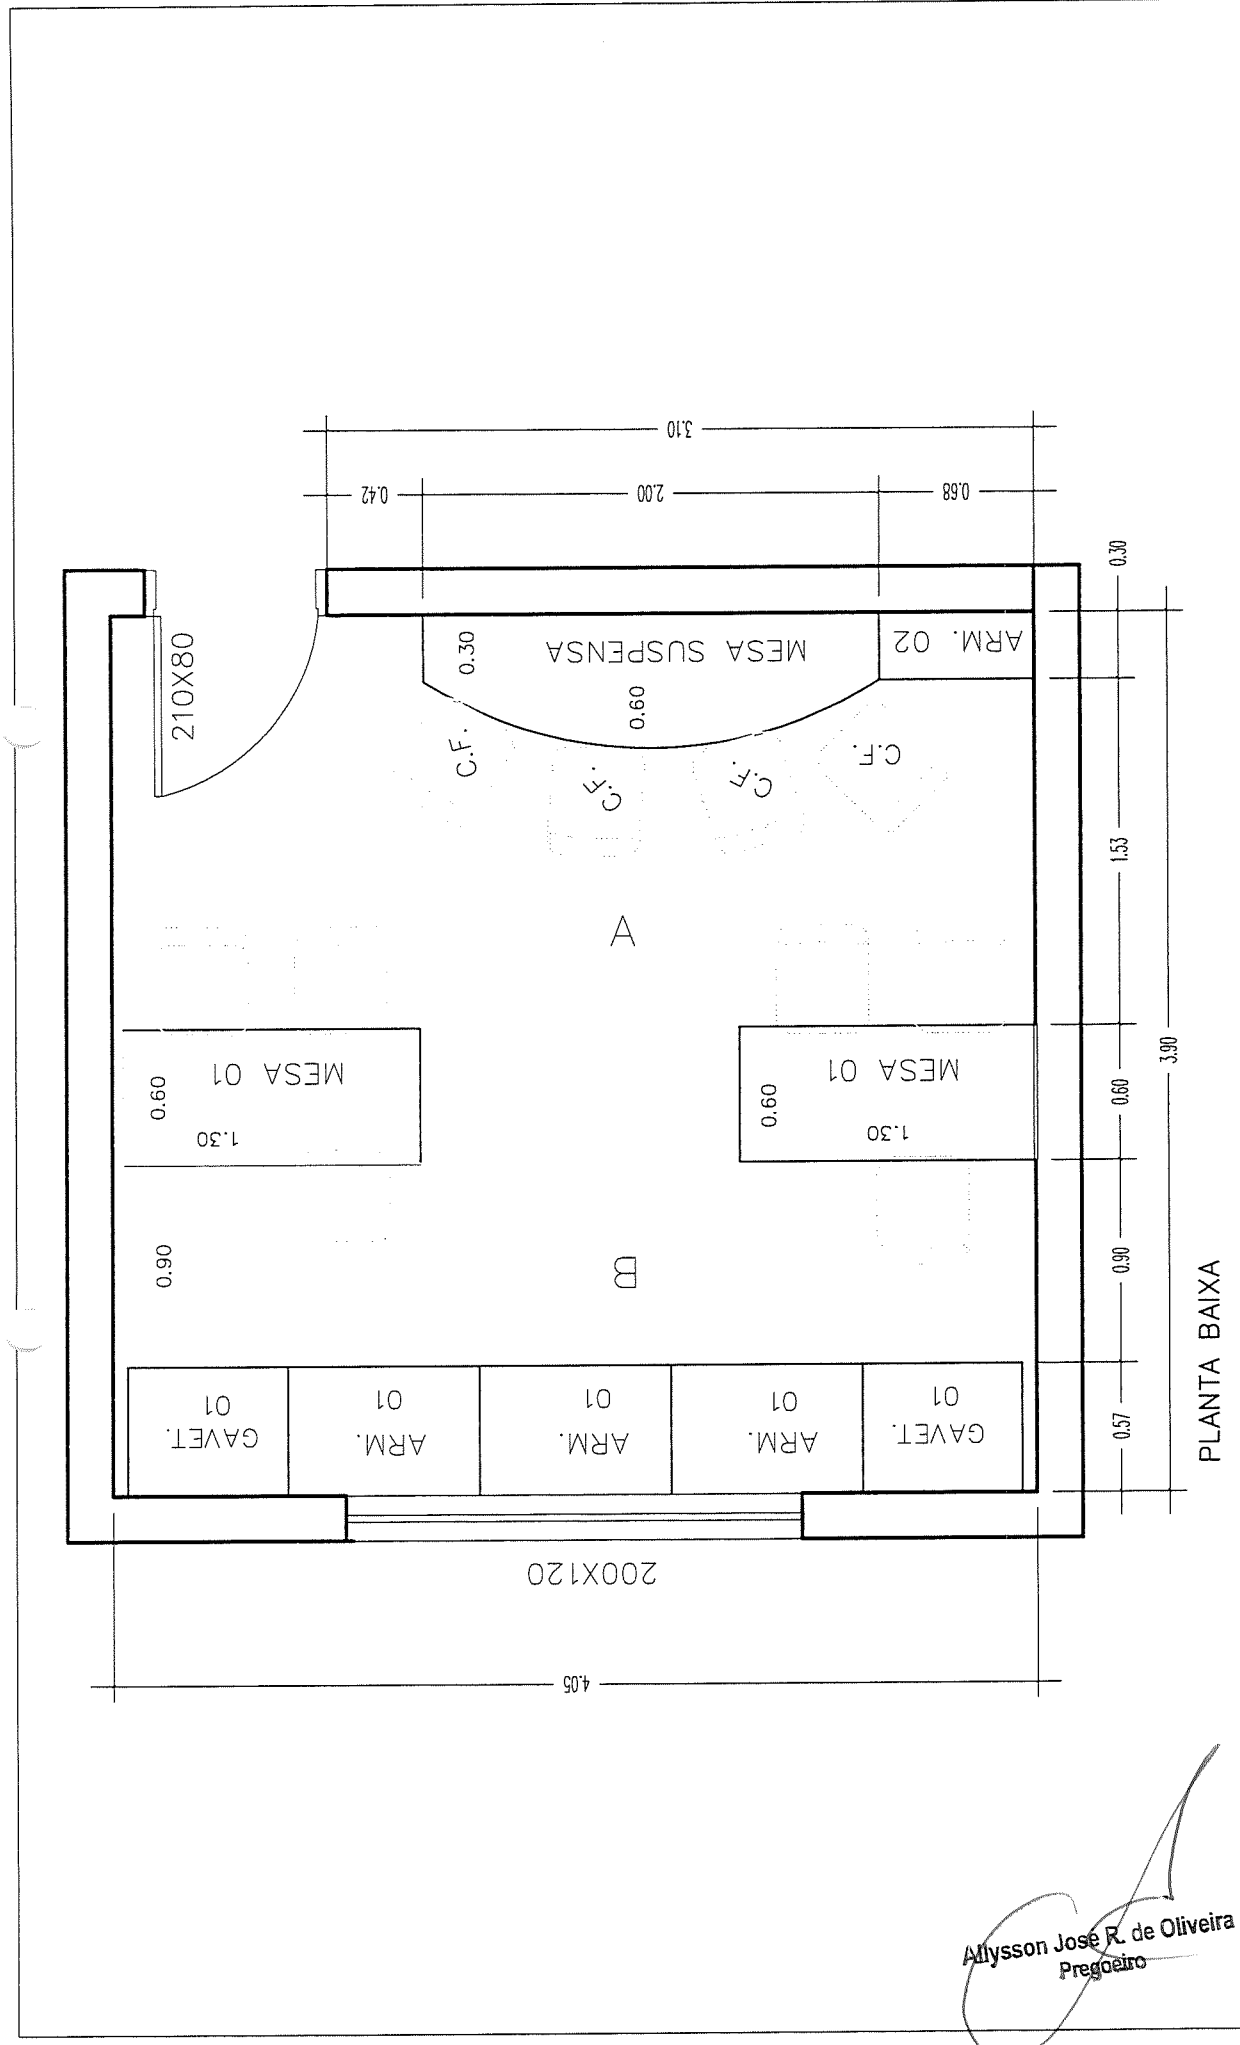 3.10
0.42
2.00
0.68
0.30
210X80
0.30
MESA SUSPENSA
ARM. 02
0.60
C.F.
C.F.
C.F.
C.F.
1.53
A
MESA 01
0.60
1.30
MESA 01
0.60
1.30
3.90
0.60
0.90
B
0.90
GAVET.
01
ARM.
01
ARM.
01
ARM.
01
GAVET.
01
0.57
PLANTA BAIXA
200X120
4.05
Allysson José R. de Oliveira
Pregoeiro